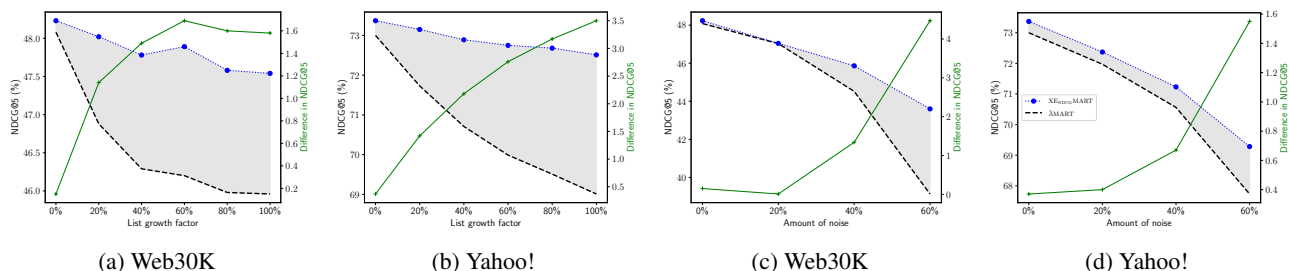 NDCG@5 (%)
48.0
47.5
47.0
46.5
46.0
1.6
1.4
1.2
1.0
0.8
0.6
0.4
0.2
Difference in NDCG@5
0% 20% 40% 60% 80% 100%
List growth factor
(a) Web30K
NDCG@5 (%)
73
72
71
70
69
3.5
3.0
2.5
2.0
1.5
1.0
0.5
Difference in NDCG@5
0% 20% 40% 60% 80% 100%
List growth factor
(b) Yahoo!
NDCG@5 (%)
48
46
44
42
40
4
3
2
1
0
Difference in NDCG@5
0% 20% 40% 60%
Amount of noise
(c) Web30K
NDCG@5 (%)
73
72
71
70
69
68
XE_NDCG MART
λMART
1.6
1.4
1.2
1.0
0.8
0.6
0.4
Difference in NDCG@5
0% 20% 40% 60%
Amount of noise
(d) Yahoo!